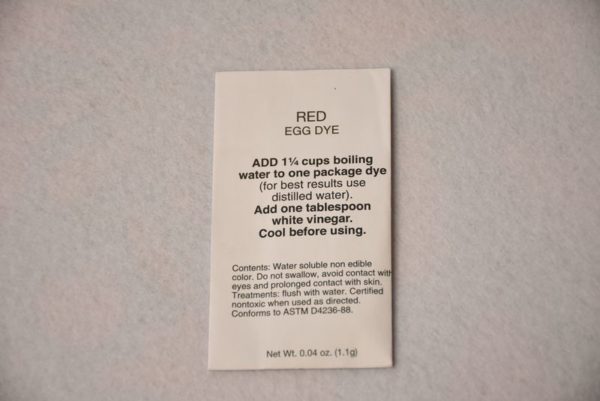 RED
EGG DYE
ADD 1¼ cups boiling
water to one package dye
(for best results use
distilled water).
Add one tablespoon
white vinegar.
Cool before using.
Contents: Water soluble non edible
color. Do not swallow, avoid contact with
eyes and prolonged contact with skin.
Treatments: flush with water. Certified
nontoxic when used as directed.
Conforms to ASTM D4236-88.
Net Wt. 0.04 oz. (1.1g)